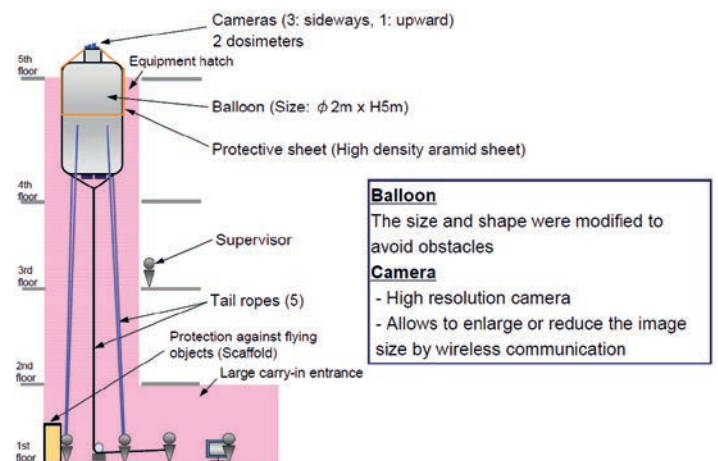 Cameras (3: sideways, 1: upward)
2 dosimeters
5th
floor
Equipment hatch
Balloon (Size: φ2m x H5m)
Protective sheet (High density aramid sheet)
4th
floor
Balloon
The size and shape were modified to
avoid obstacles
Camera
- High resolution camera
- Allows to enlarge or reduce the image
size by wireless communication
Supervisor
3rd
floor
Tail ropes (5)
Protection against flying
objects (Scaffold)
2nd
floor
Large carry-in entrance
1st
floor